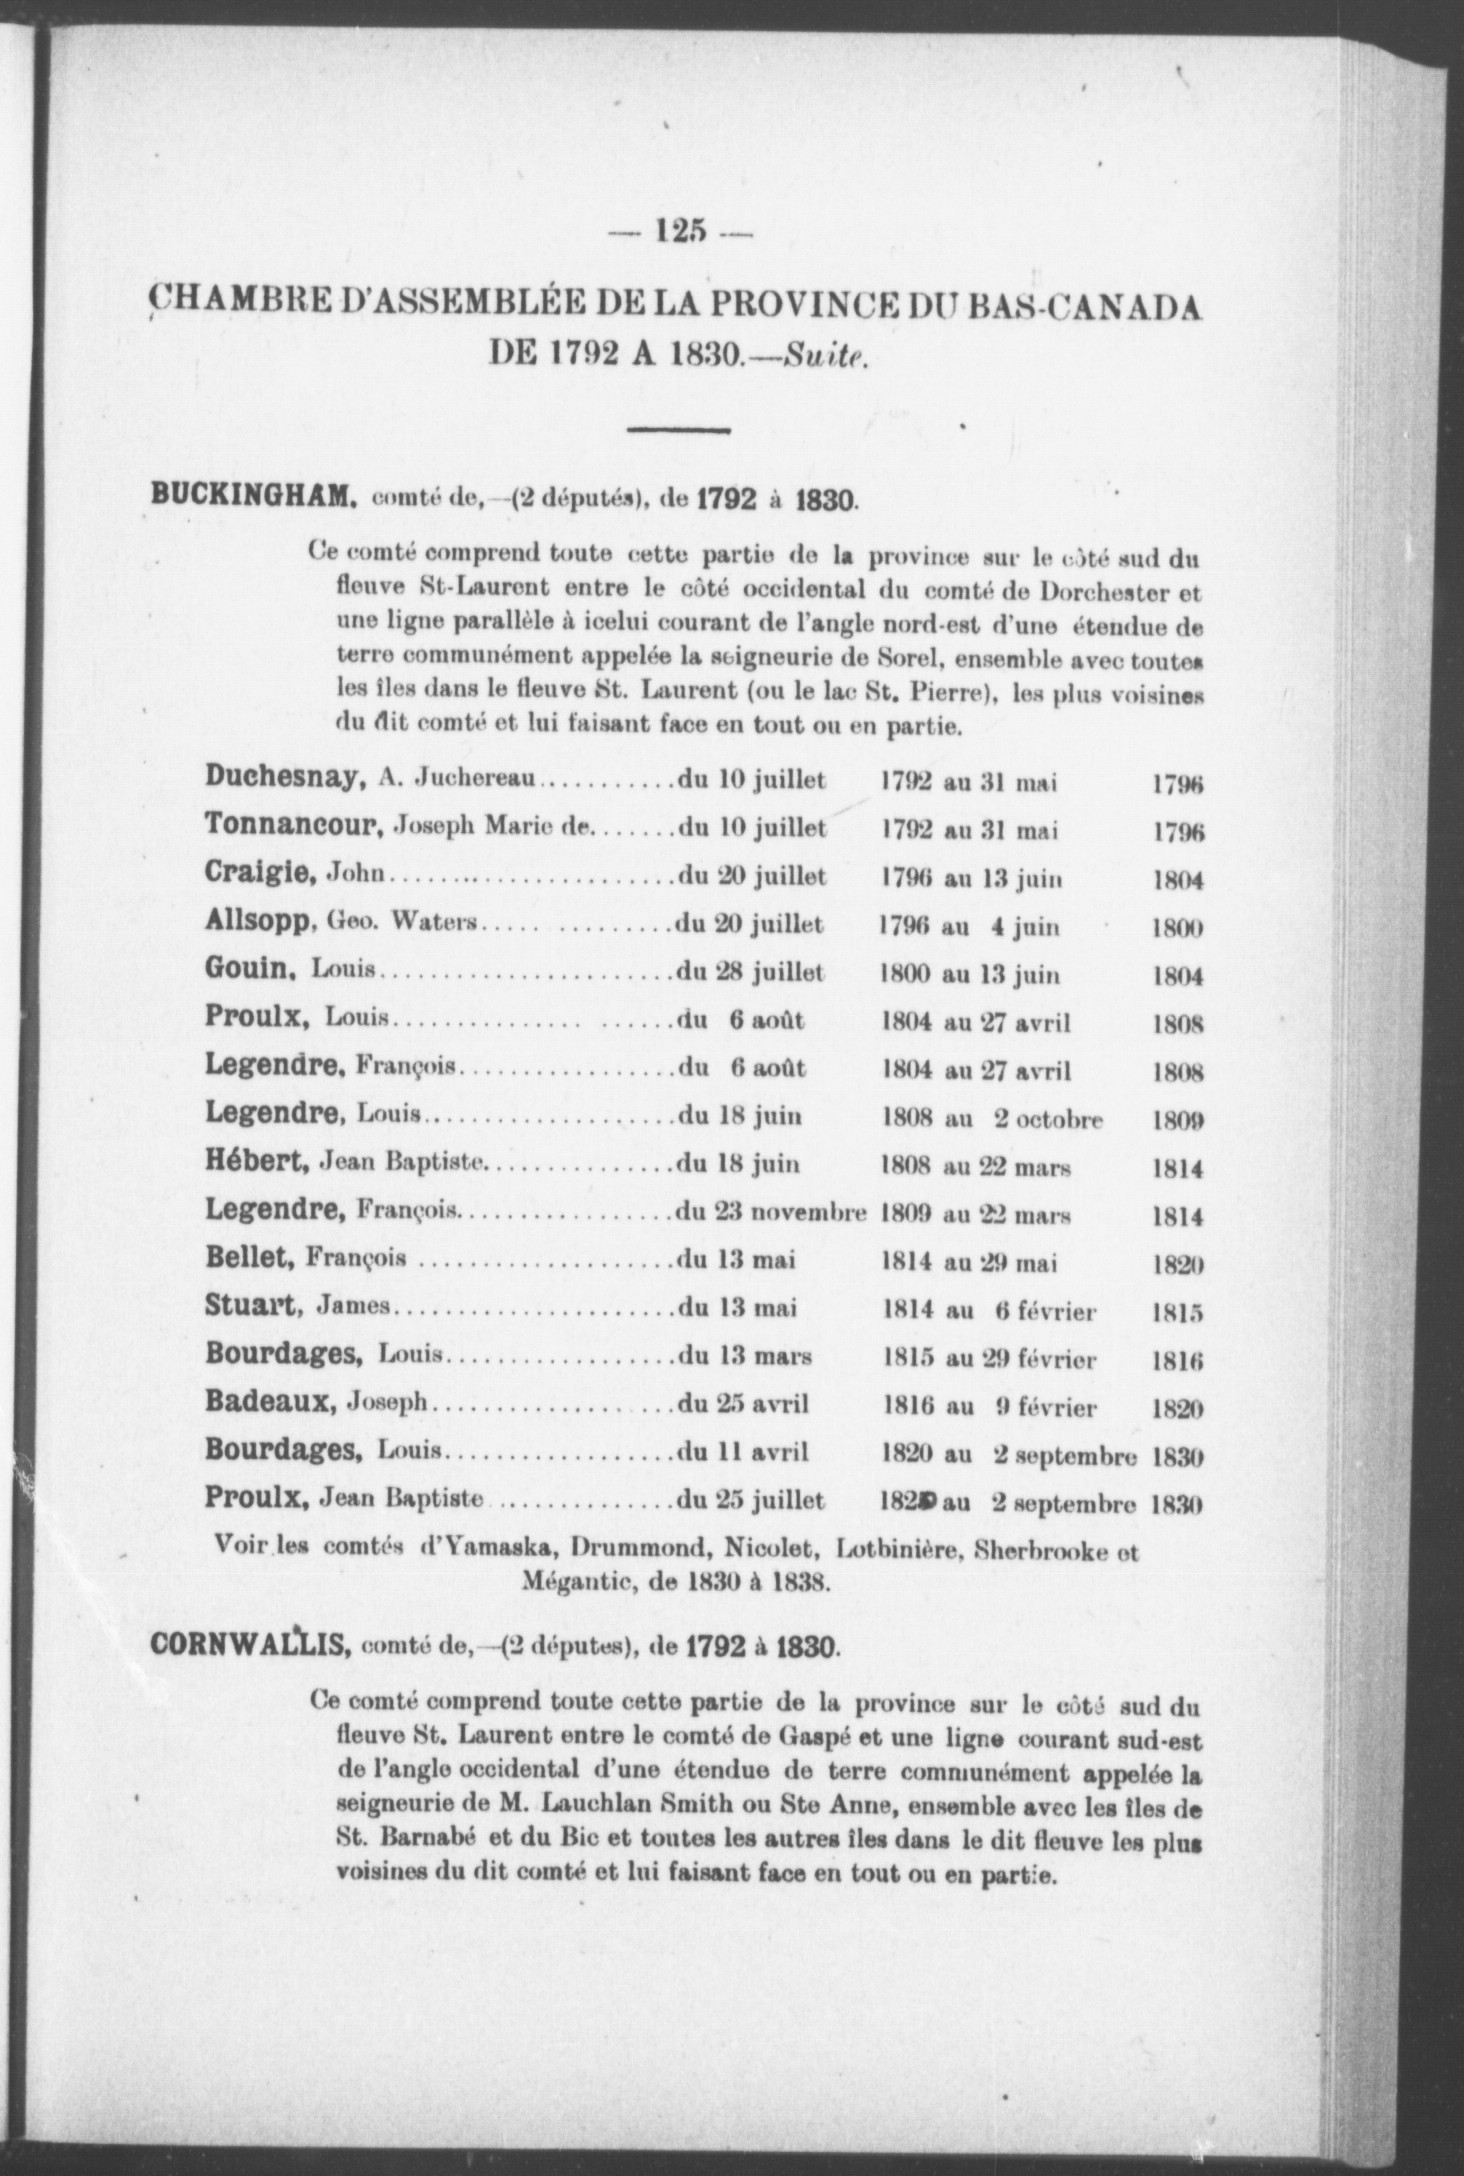 — 125 —
CHAMBRE D'ASSEMBLÉE DE LA PROVINCE DU BAS-CANADA
DE 1792 A 1830.—Suite.
BUCKINGHAM, comté de,—(2 députés), de 1792 à 1830.
Ce comté comprend toute cette partie de la province sur le côté sud du
fleuve St-Laurent entre le côté occidental du comté de Dorchester et
une ligne parallèle à icelui courant de l'angle nord-est d'une étendue de
terre communément appelée la seigneurie de Sorel, ensemble avec toutes
les îles dans le fleuve St. Laurent (ou le lac St. Pierre), les plus voisines
du dit comté et lui faisant face en tout ou en partie.
Duchesnay, A. Juchereau...........du 10 juillet 1792 au 31 mai 1796
Tonnancour, Joseph Marie de.......du 10 juillet 1792 au 31 mai 1796
Craigie, John.......................du 20 juillet 1796 au 13 juin 1804
Allsopp, Geo. Waters..... ..........du 20 juillet 1796 au 4 juin 1800
Gouin, Louis........................du 28 juillet 1800 au 13 juin 1804
Proulx, Louis............... ......du 6 août 1804 au 27 avril 1808
Legendre, François.................du 6 août 1804 au 27 avril 1808
Legendre, Louis....................du 18 juin 1808 au 2 octobre 1809
Hébert, Jean Baptiste...............du 18 juin 1808 au 22 mars 1814
Legendre, François.................du 23 novembre 1809 au 22 mars 1814
Bellet, François ....................du 13 mai 1814 au 29 mai 1820
Stuart, James.......................du 13 mai 1814 au 6 février 1815
Bourdages, Louis...................du 13 mars 1815 au 29 février 1816
Badeaux, Joseph....................du 25 avril 1816 au 9 février 1820
Bourdages, Louis...................du 11 avril 1820 au 2 septembre 1830
Proulx, Jean Baptiste ..............du 25 juillet 1820 au 2 septembre 1830
Voir les comtés d'Yamaska, Drummond, Nicolet, Lotbinière, Sherbrooke et
Mégantic, de 1830 à 1838.
CORNWALLIS, comté de,—(2 députes), de 1792 à 1830.
Ce comté comprend toute cette partie de la province sur le côté sud du
fleuve St. Laurent entre le comté de Gaspé et une ligne courant sud-est
de l'angle occidental d'une étendue de terre communément appelée la
seigneurie de M. Lauchlan Smith ou Ste Anne, ensemble avec les îles de
St. Barnabé et du Bic et toutes les autres îles dans le dit fleuve les plus
voisines du dit comté et lui faisant face en tout ou en partie.